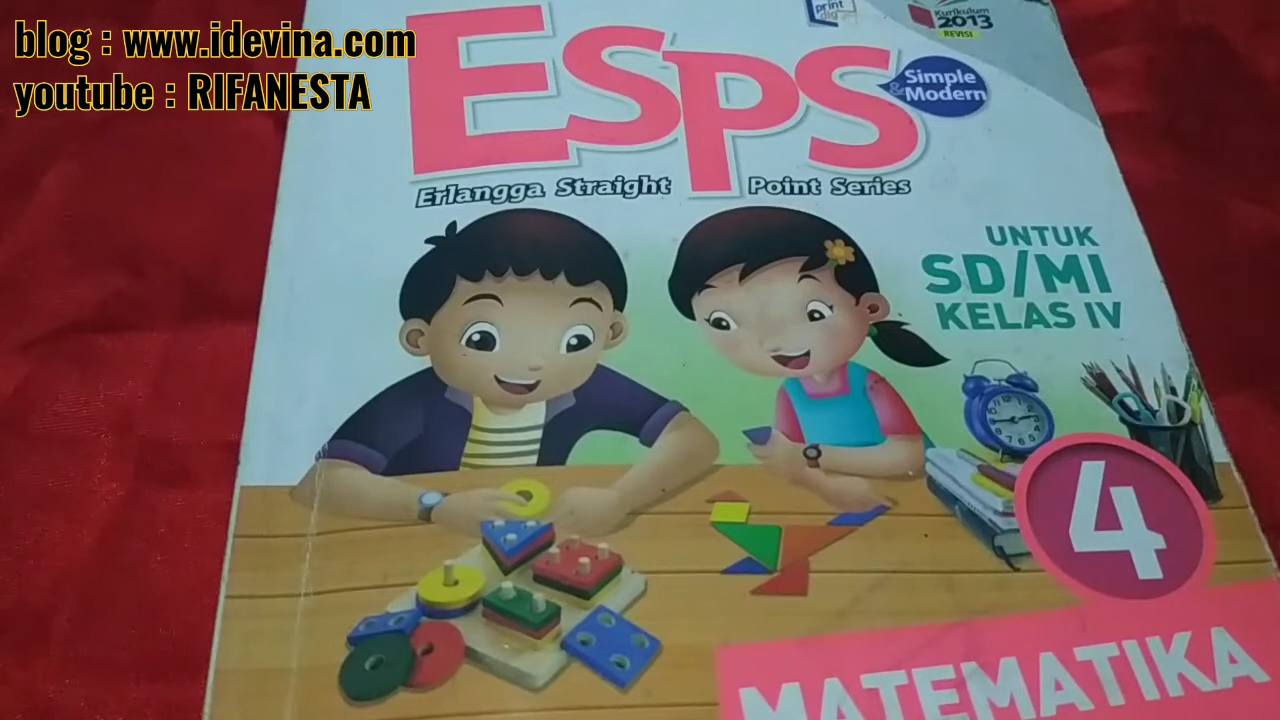 blog : www.idevina.com
youtube : RIFANESTA
print
Kurikulum
2013
REVISI
ESPS
Simple
& Modern
Erlangga Straight Point Series
UNTUK
SD/MI
KELAS IV
4
MATEMATIKA